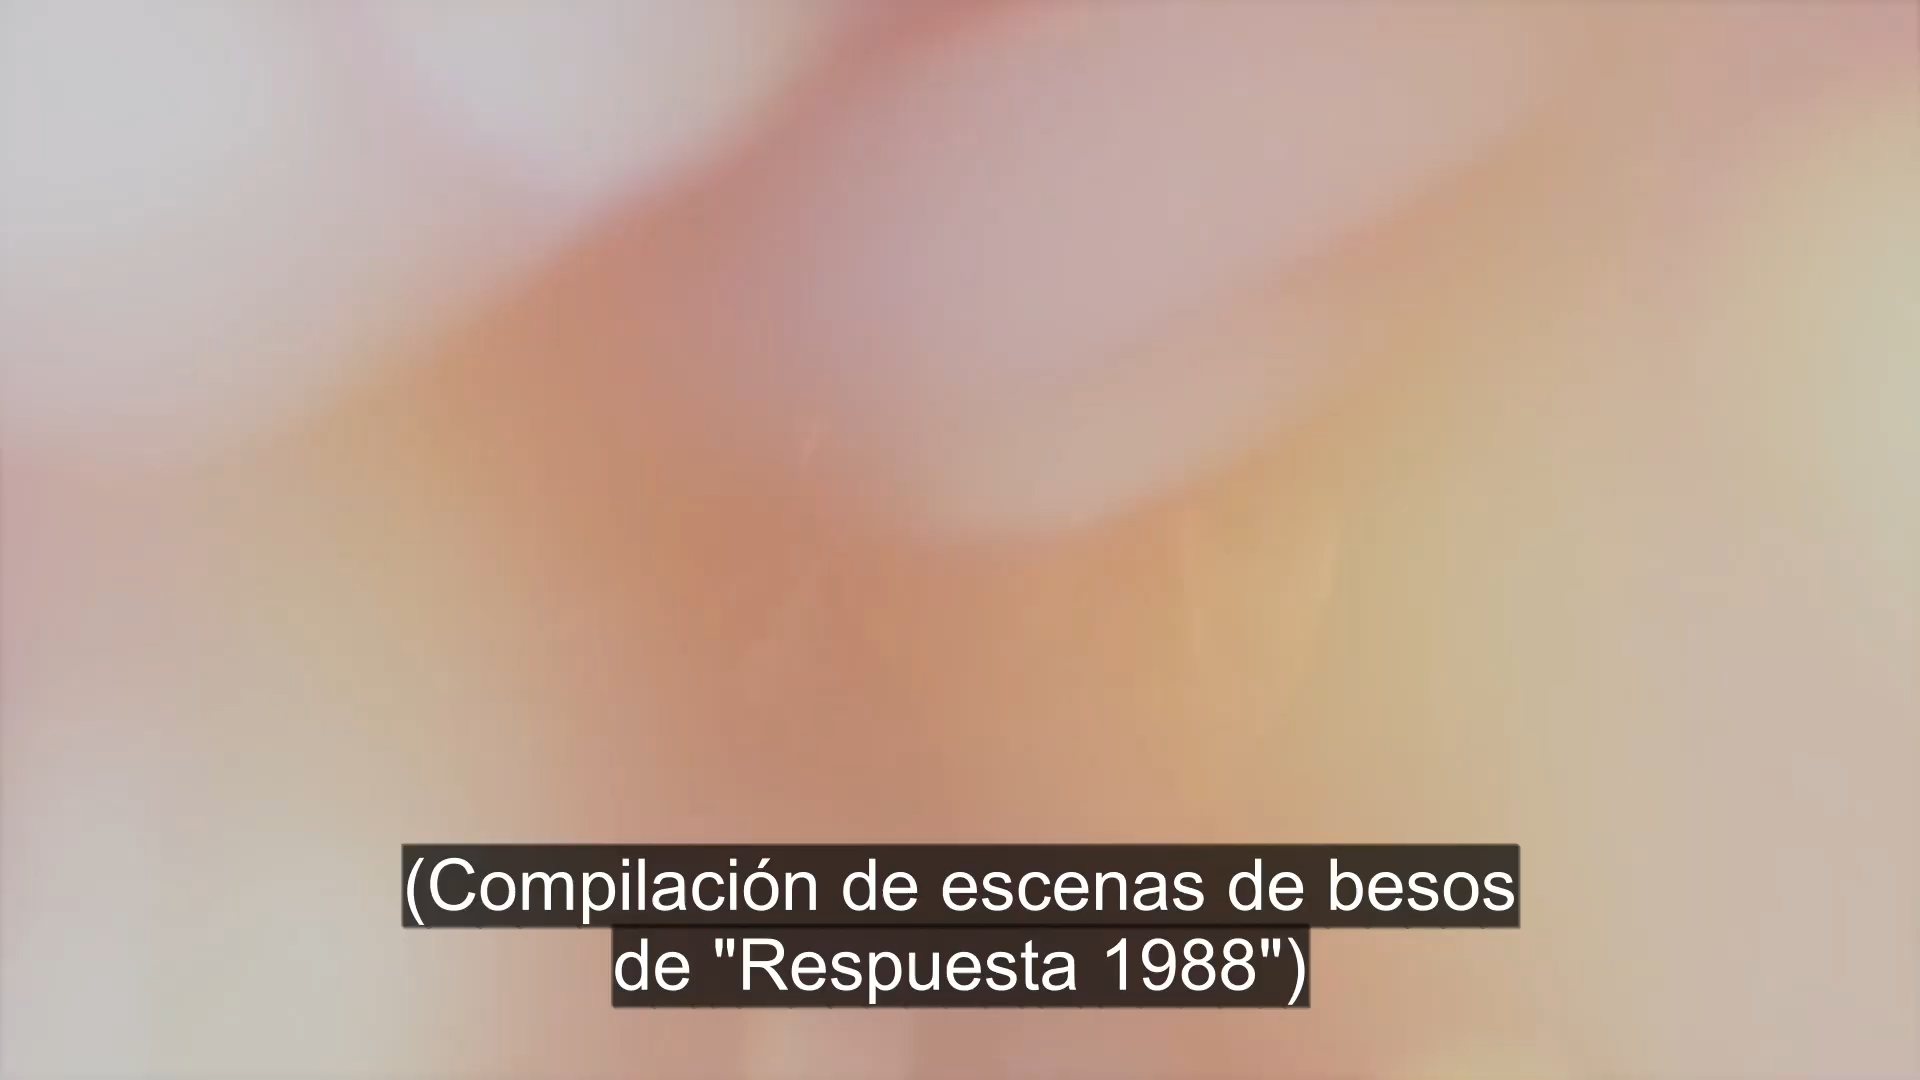 (Compilación de escenas de besos
de "Respuesta 1988")